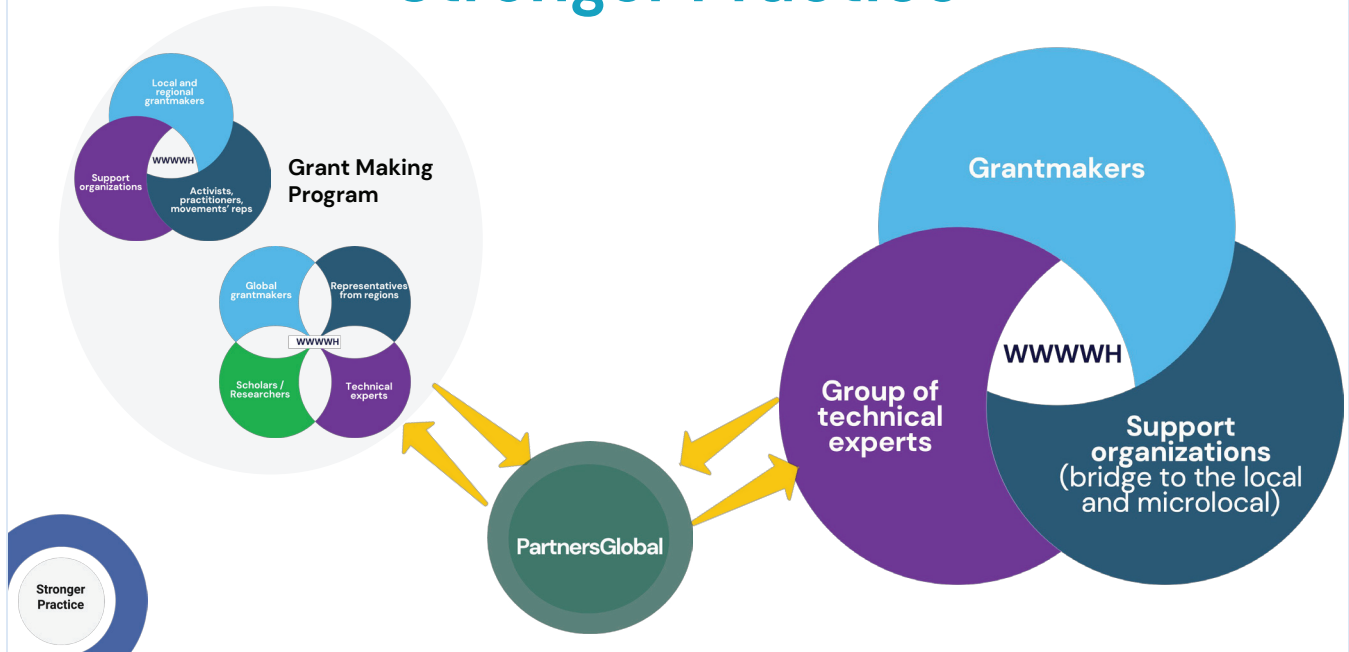 Stronger Practice
Local and
regional
grantmakers
WWWWH
Support
organizations
Activists,
practitioners,
movements' reps
Grant Making
Program
Global
grantmakers
Representatives
from regions
WWWWH
Scholars /
Researchers
Technical
experts
PartnersGlobal
Grantmakers
WWWWH
Group of
technical
experts
Support
organizations
(bridge to the local
and microlocal)
Stronger
Practice